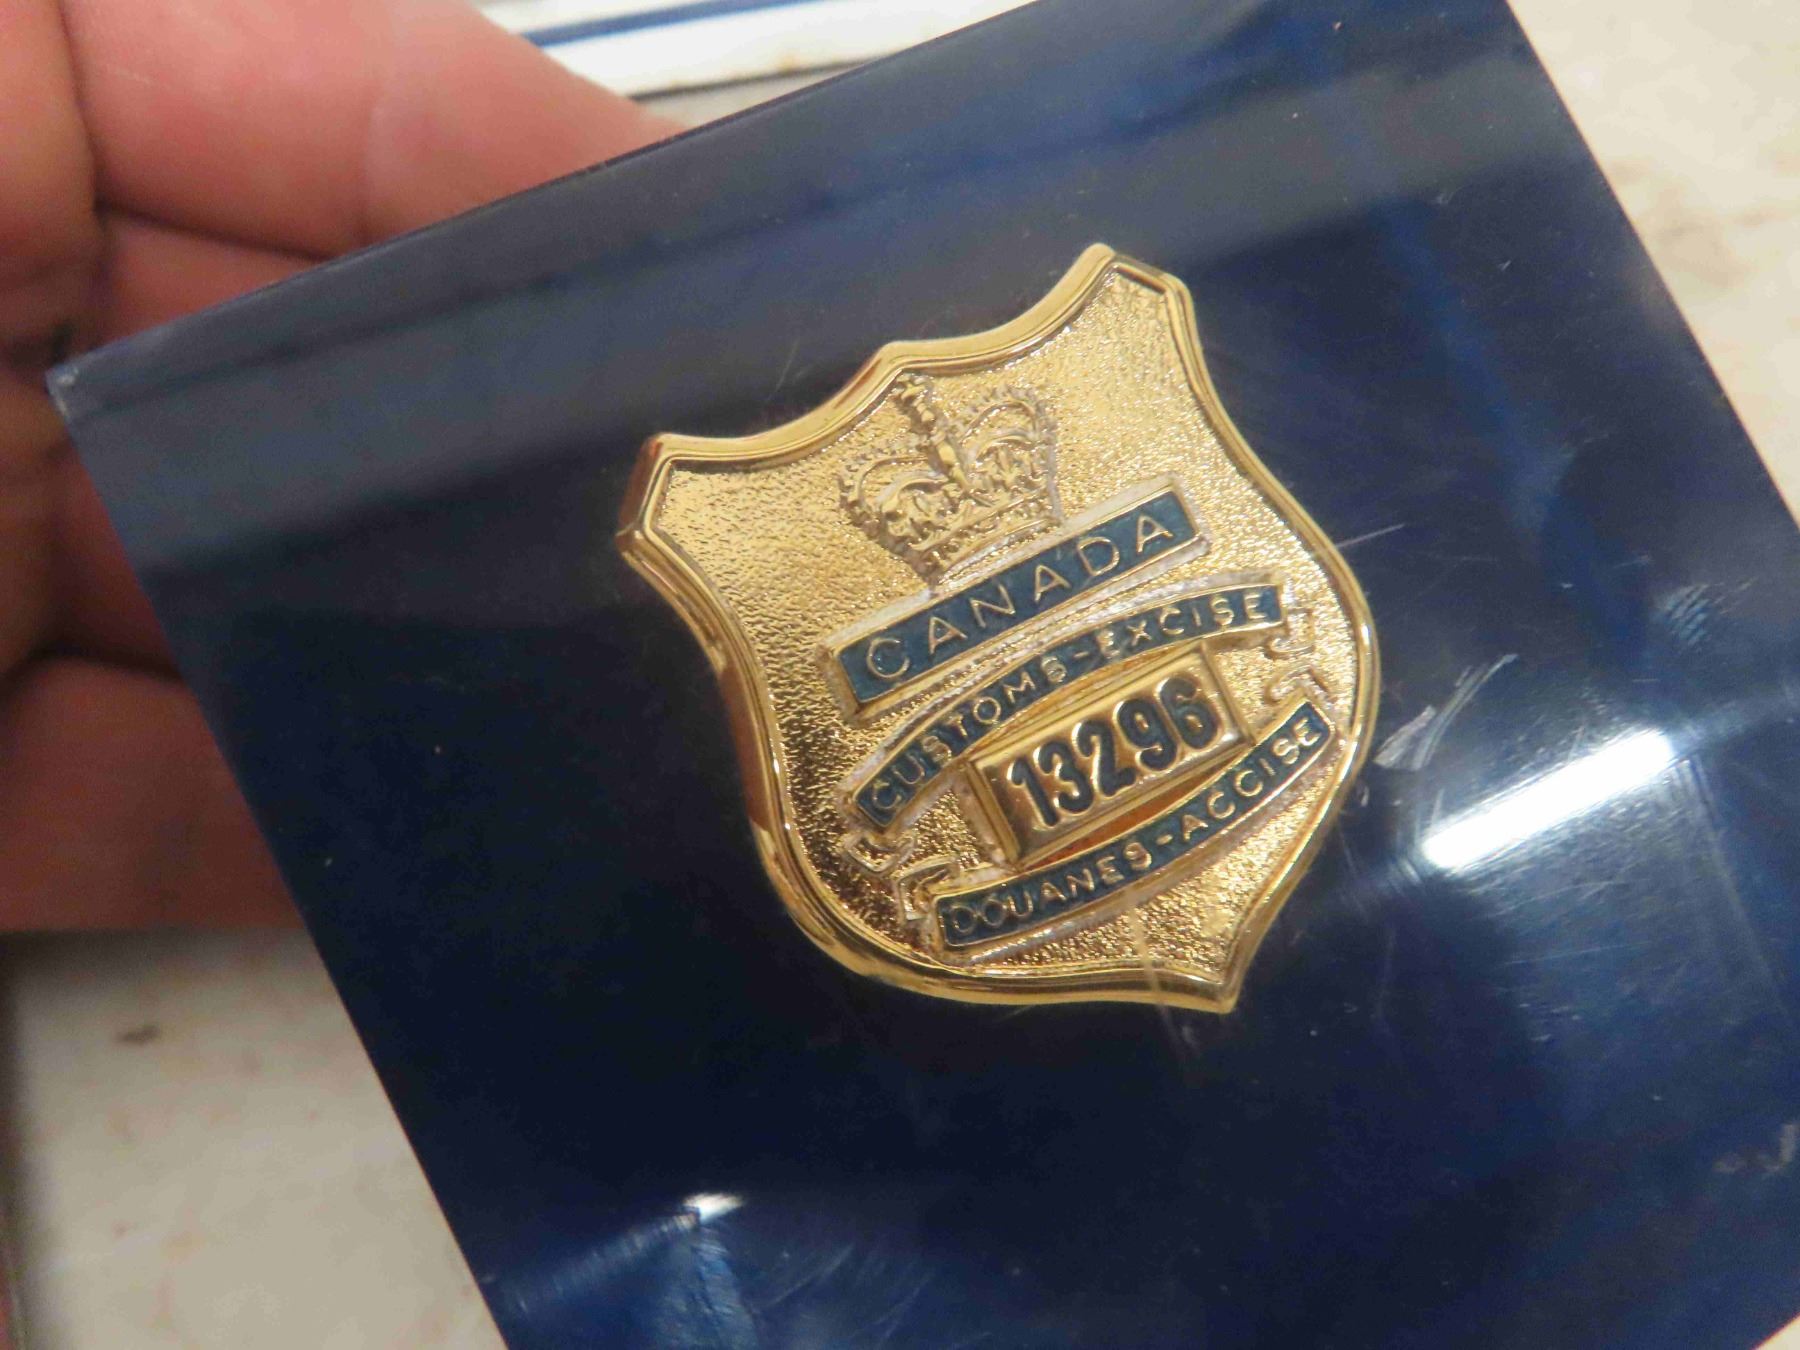 CANADA
CUSTOMS-EXCISE
13296
DOUANES-ACCISE